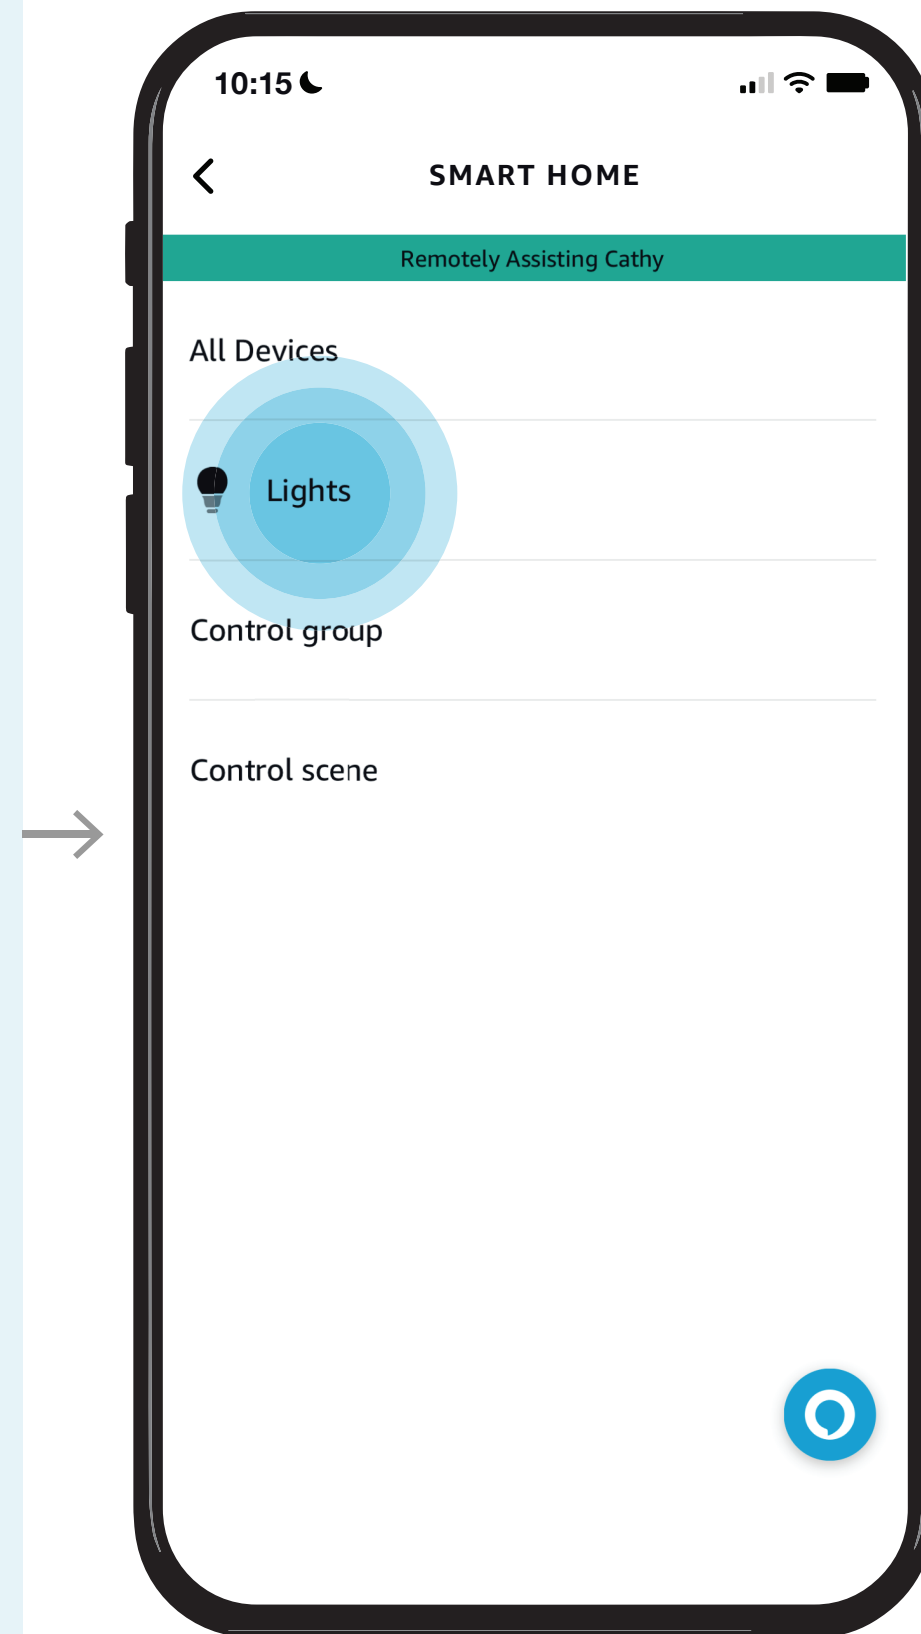 10:15
SMART HOME
Remotely Assisting Cathy
All Devices
Lights
Control group
Control scene